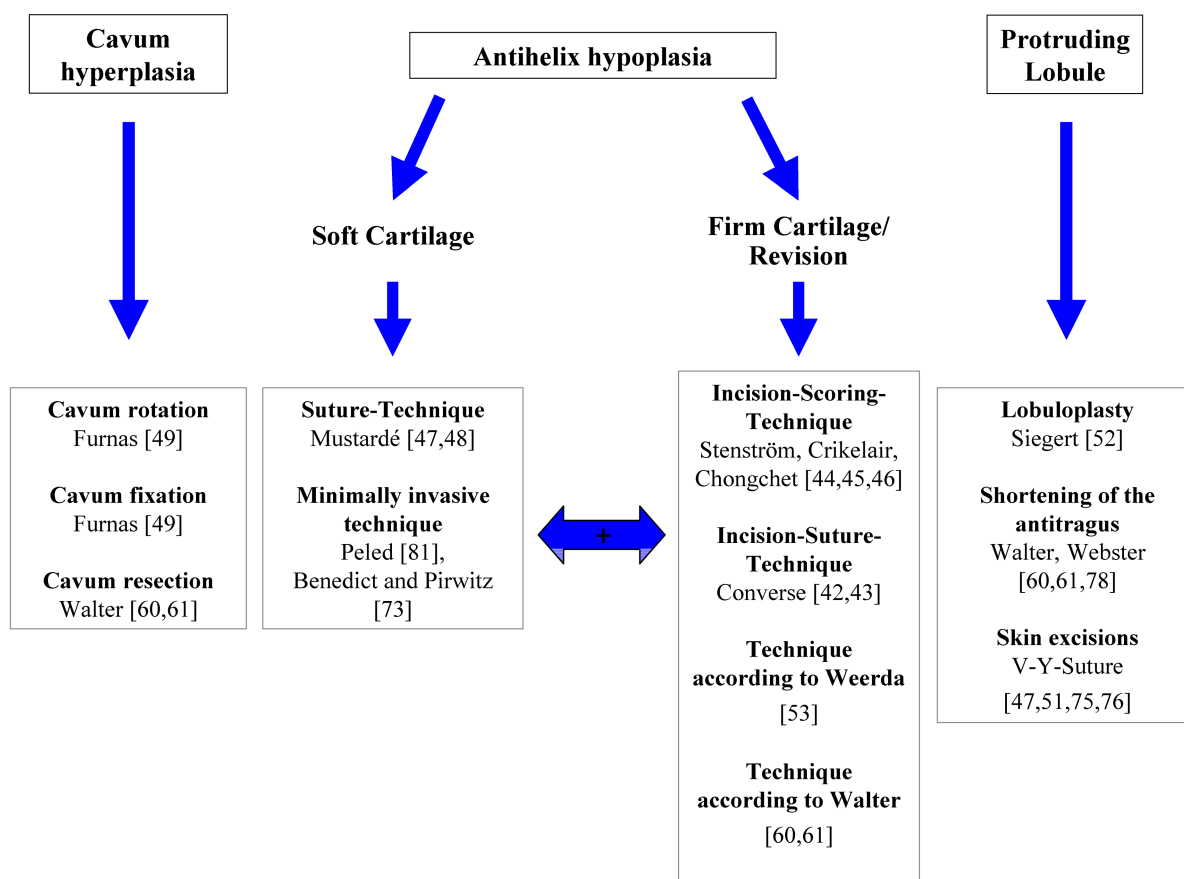 Cavum
hyperplasia
Antihelix hypoplasia
Protruding
Lobule
Soft Cartilage
Firm Cartilage/
Revision
Cavum rotation
Furnas [49]
Cavum fixation
Furnas [49]
Cavum resection
Walter [60,61]
Suture-Technique
Mustardé [47,48]
Minimally invasive
technique
Peled [81],
Benedict and Pirwitz
[73]
+
Incision-Scoring-
Technique
Stenström, Crikelair,
Chongchet [44,45,46]
Incision-Suture-
Technique
Converse [42,43]
Technique
according to Weerda
[53]
Technique
according to Walter
[60,61]
Lobuloplasty
Siegert [52]
Shortening of the
antitragus
Walter, Webster
[60,61,78]
Skin excisions
V-Y-Suture
[47,51,75,76]